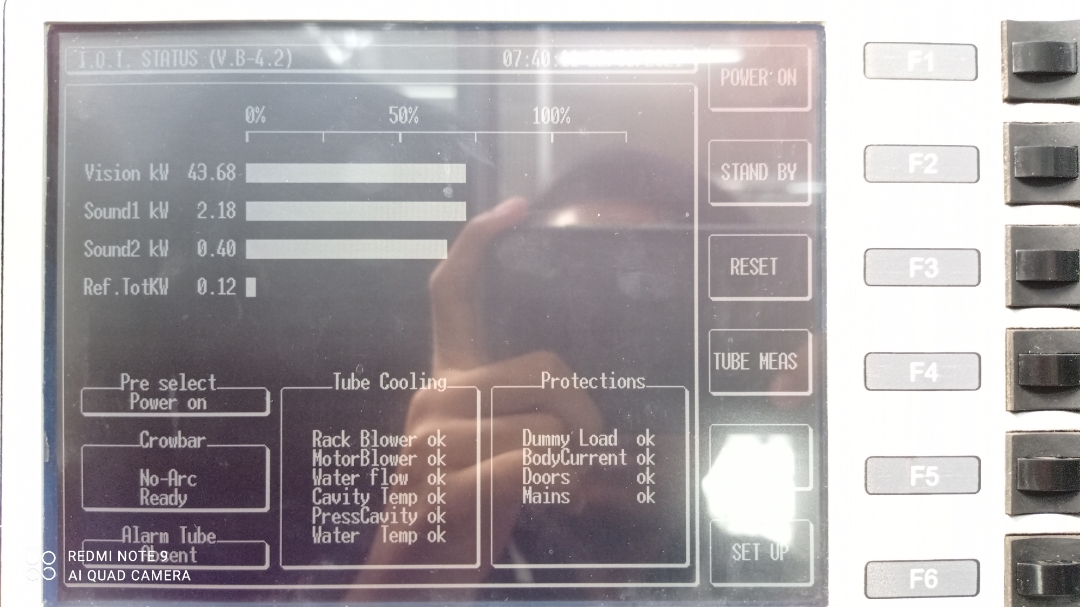 I.O.T. STATUS (V.B-4.2) 07:40:
0% 50% 100%
Vision kW 43.68
Sound1 kW 2.18
Sound2 kW 0.40
Ref.TotKW 0.12
Pre select
Power on
Crowbar
No-Arc
Ready
Alarm Tube
Absent
Tube Cooling
Rack Blower ok
MotorBlower ok
Water flow ok
Cavity Temp ok
PressCavity ok
Water Temp ok
Protections
Dummy Load ok
BodyCurrent ok
Doors ok
Mains ok
POWER ON
STAND BY
RESET
TUBE MEAS
SET UP
F1
F2
F3
F4
F5
F6
REDMI NOTE 9
AI QUAD CAMERA